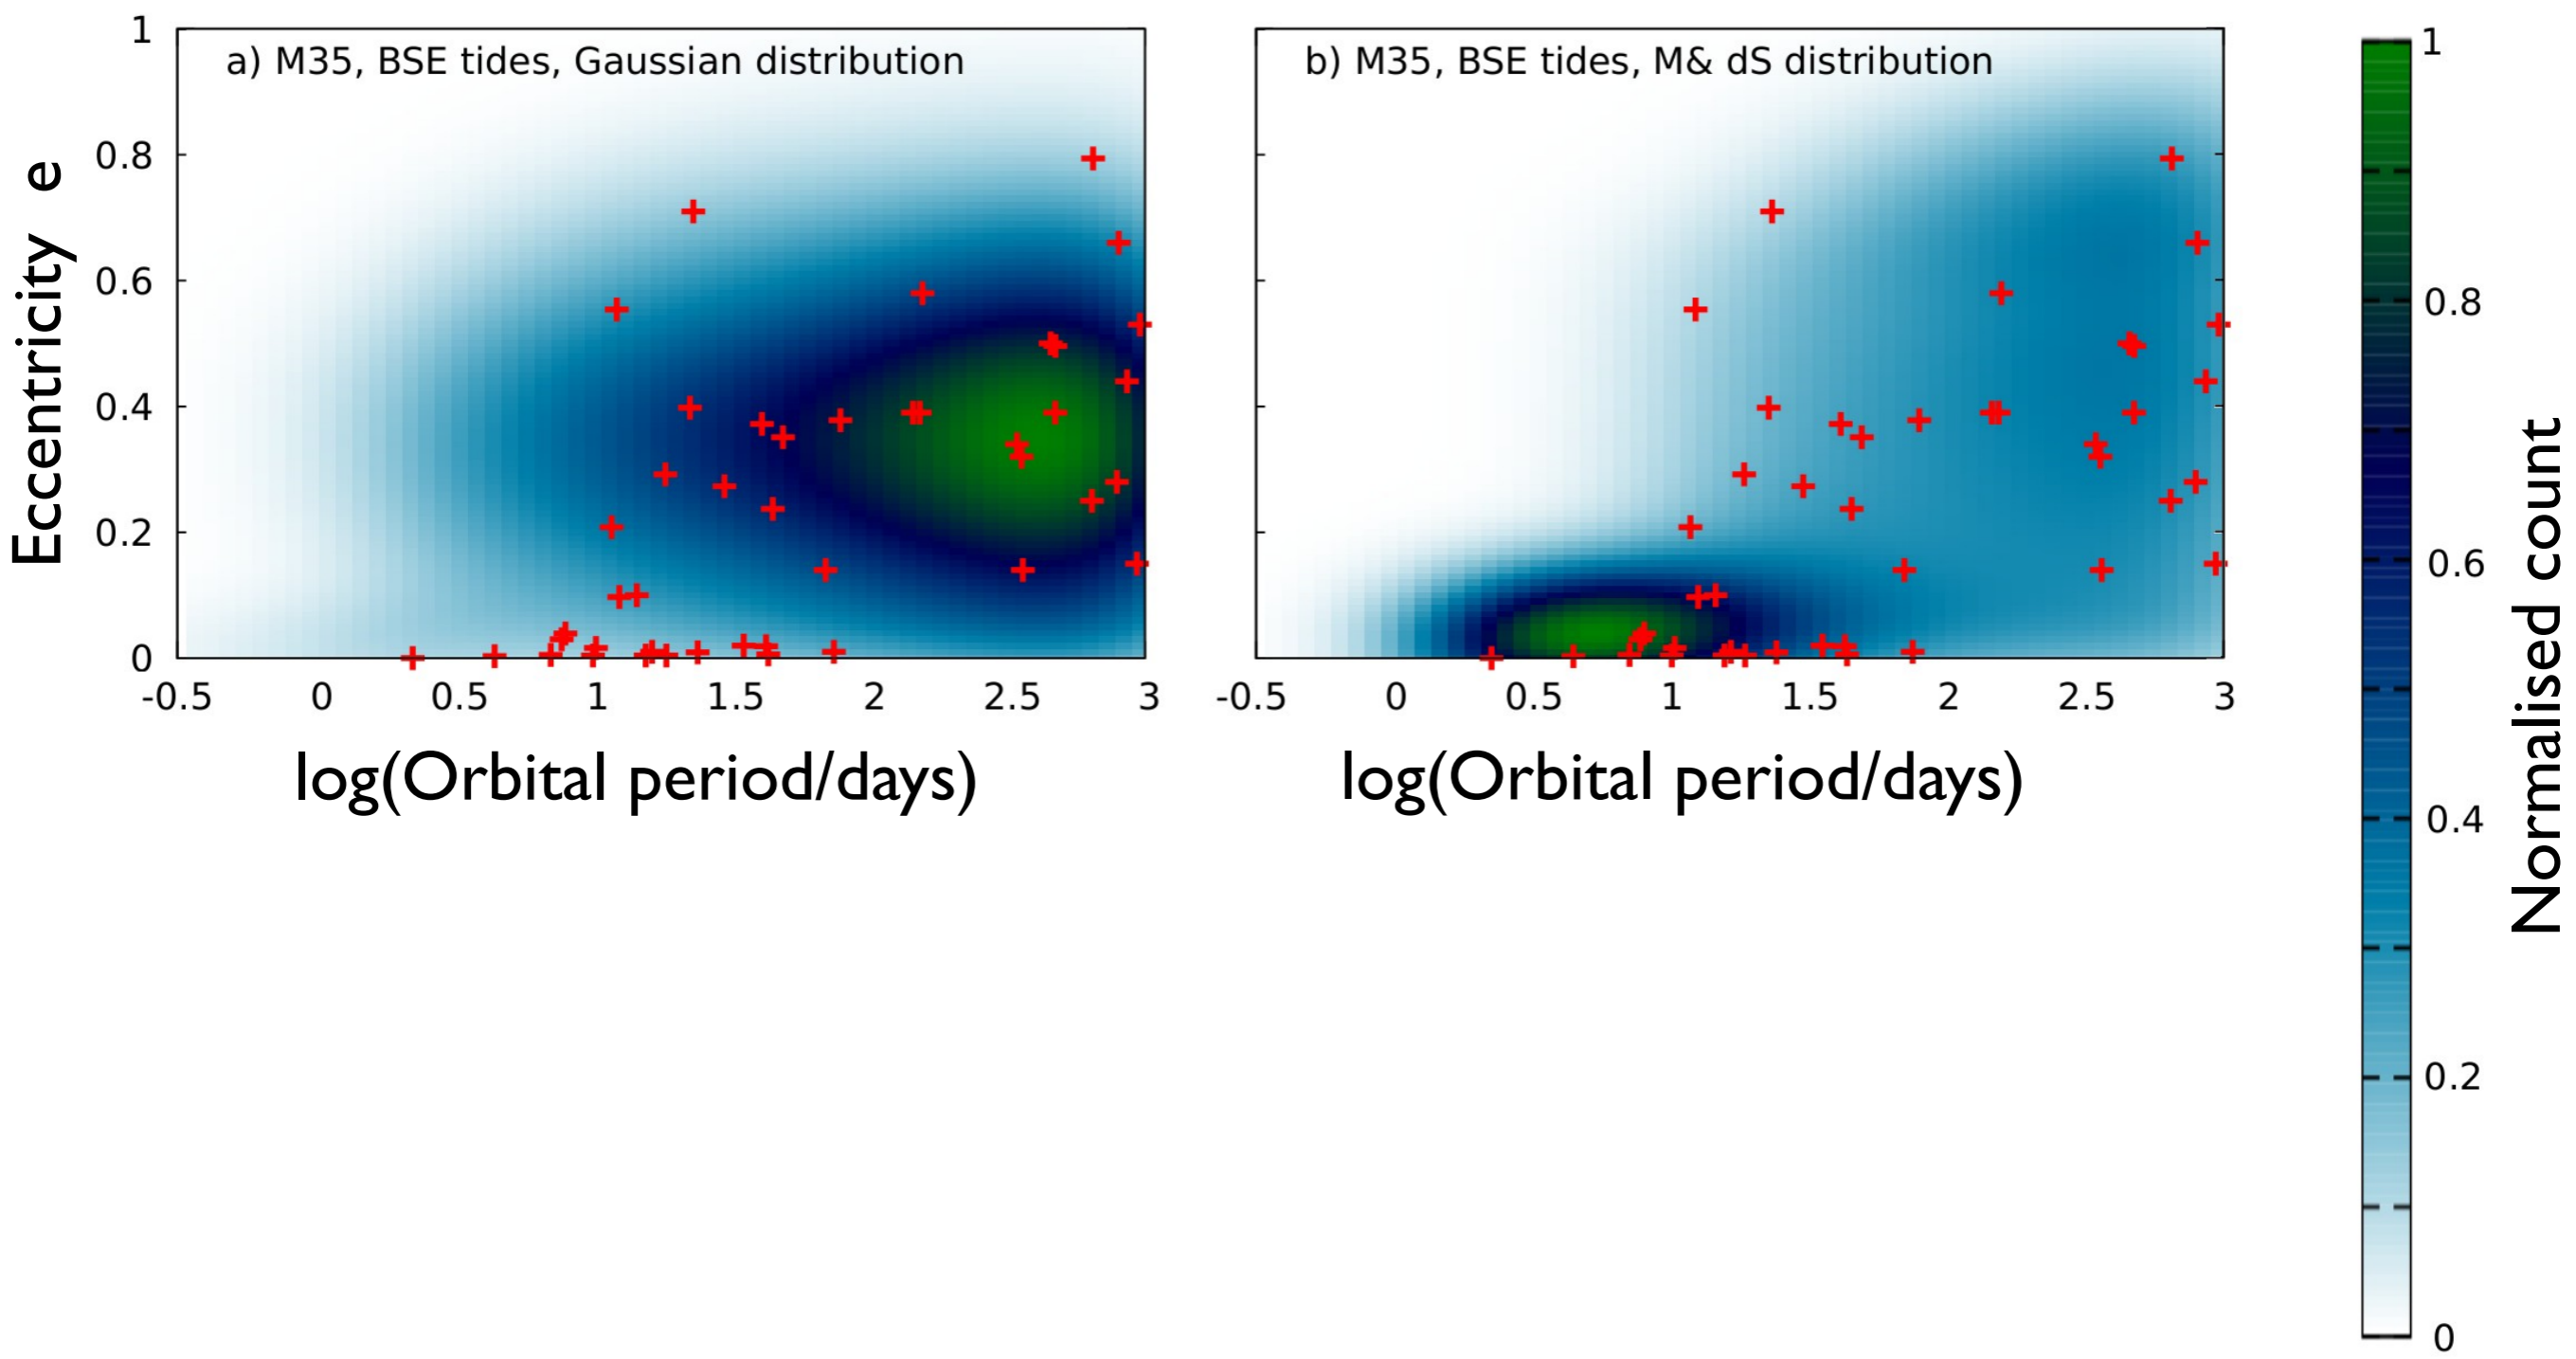 a) M35, BSE tides, Gaussian distribution
b) M35, BSE tides, M& dS distribution
Eccentricity e
1
0.8
0.6
0.4
0.2
0
-0.5 0 0.5 1 1.5 2 2.5 3
-0.5 0 0.5 1 1.5 2 2.5 3
log(Orbital period/days)
log(Orbital period/days)
1
0.8
0.6
0.4
0.2
0
Normalised count